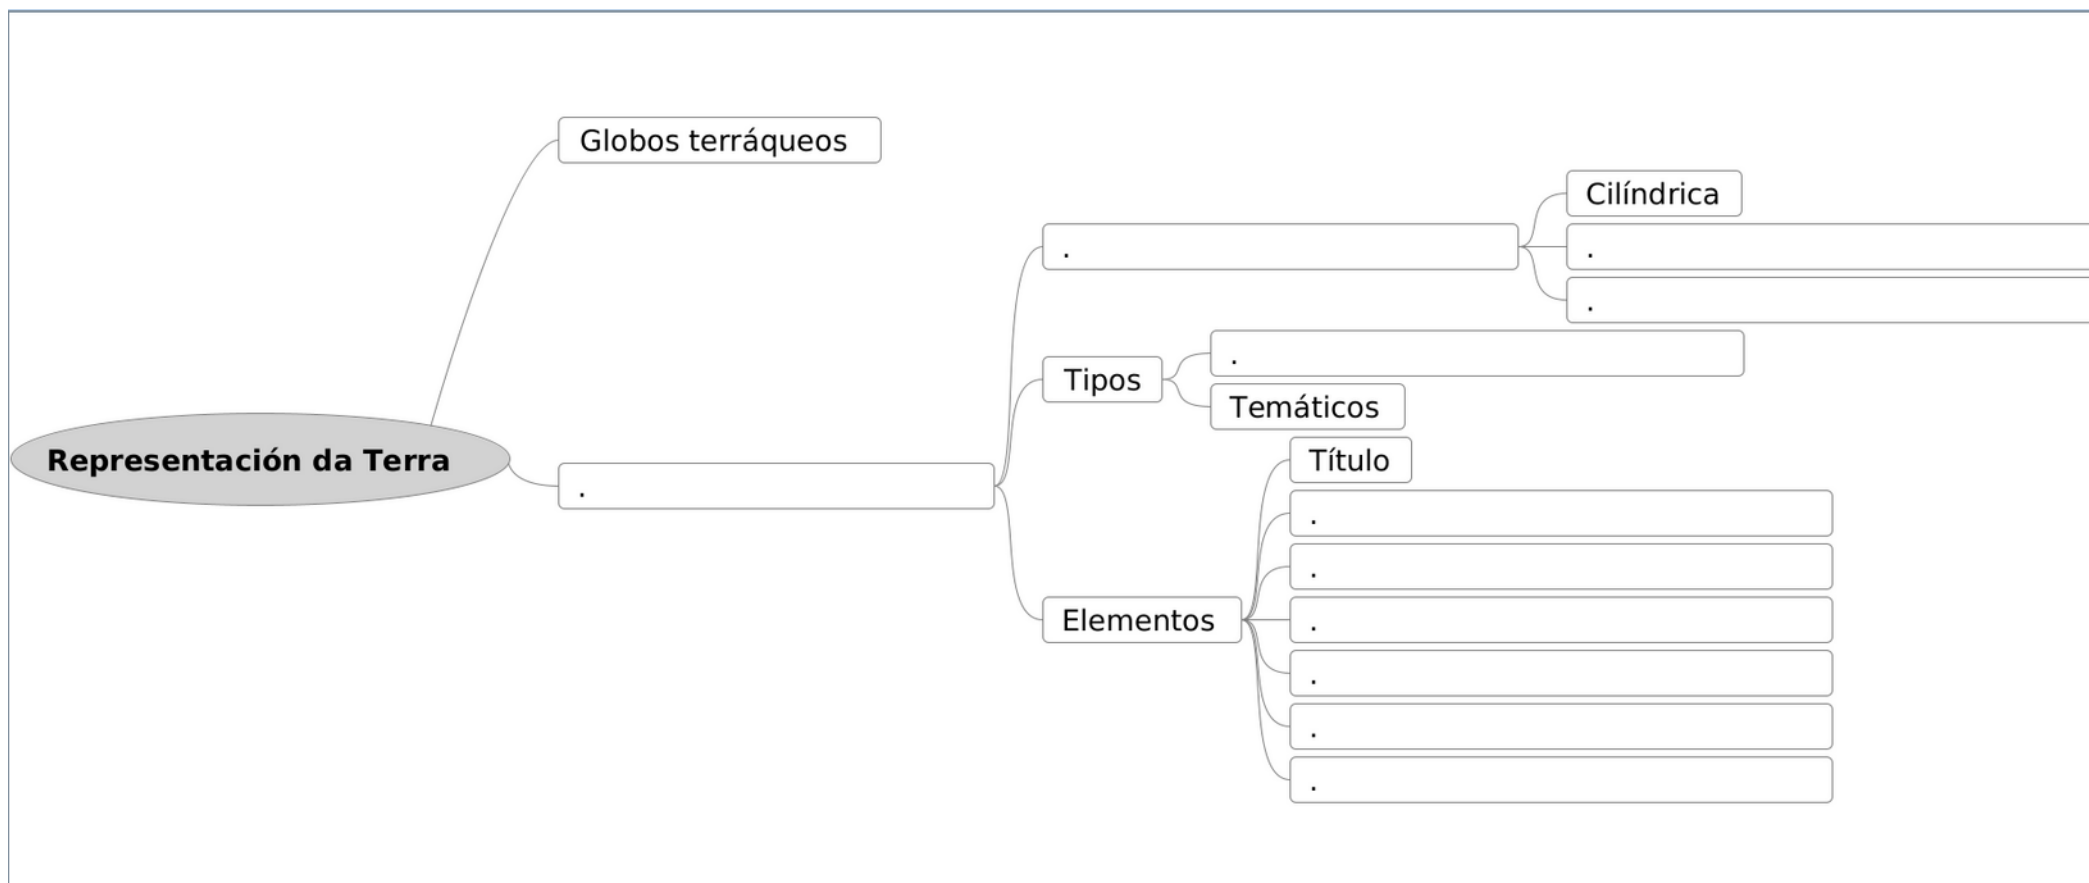 Globos terráqueos
Cilíndrica
.
.
.
.
Tipos
Temáticos
Representación da Terra
.
Título
.
.
Elementos
.
.
.
.